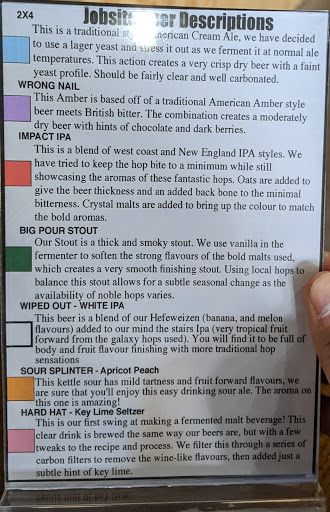 2X4
Jobsite Descriptions
This is a traditional American Cream Ale, we have decided
to use a lager yeast and stress it out as we ferment it at normal ale
temperatures. This action creates a very crisp dry beer with a faint
yeast profile. Should be fairly clear and well carbonated.
WRONG NAIL
This Amber is based off of a traditional American Amber style
beer meets British bitter. The combination creates a moderately
dry beer with hints of chocolate and dark berries.
IMPACT IPA
This is a blend of west coast and New England IPA styles. We
have tried to keep the hop bite to a minimum while still
showcasing the aromas of these fantastic hops. Oats are added to
give the beer thickness and an added back bone to the minimal
bitterness. Crystal malts are added to bring up the colour to match
the bold aromas.
BIG POUR STOUT
Our Stout is a thick and smoky stout. We use vanilla in the
fermenter to soften the strong flavours of the bold malts used,
which creates a very smooth finishing stout. Using local hops to
balance this stout allows for a subtle seasonal change as the
availability of noble hops varies.
WIPED OUT - WHITE IPA
This beer is a blend of our Hefeweizen (banana, and melon
flavours) added to our mind the stairs Ipa (very tropical fruit
forward from the galaxy hops used). You will find it to be full of
body and fruit flavour finishing with more traditional hop
sensations
SOUR SPLINTER - Apricot Peach
This kettle sour has mild tartness and fruit forward flavours, we
are sure that you'll enjoy this easy drinking sour ale. The aroma on
this one is amazing!
HARD HAT - Key Lime Seltzer
This is our first swing at making a fermented malt beverage! This
clear drink is brewed the same way our beers are, but with a few
tweaks to the recipe and process. We filter this through a series of
carbon filters to remove the wine-like flavours, then added just a
subtle hint of key lime.